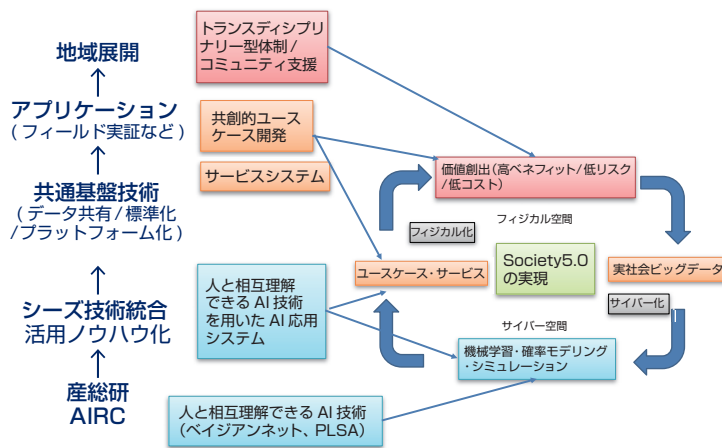 地域展開
アプリケーション
(フィールド実証など)
共通基盤技術
(データ共有/標準化
/プラットフォーム化)
シーズ技術統合
活用ノウハウ化
産総研
AIRC
トランスディシプリ
ナリー型体制/
コミュニティ支援
共創的ユース
ケース開発
サービスシステム
人と相互理解
できるAI技術
を用いたAI応用
システム
人と相互理解できるAI技術
(ベイジアンネット、PLSA)
価値創出(高ベネフィット/低リスク
/低コスト)
フィジカル空間
フィジカル化
ユースケース・サービス
Society5.0
の実現
実社会ビッグデータ
サイバー化
サイバー空間
機械学習・確率モデリング
・シミュレーション